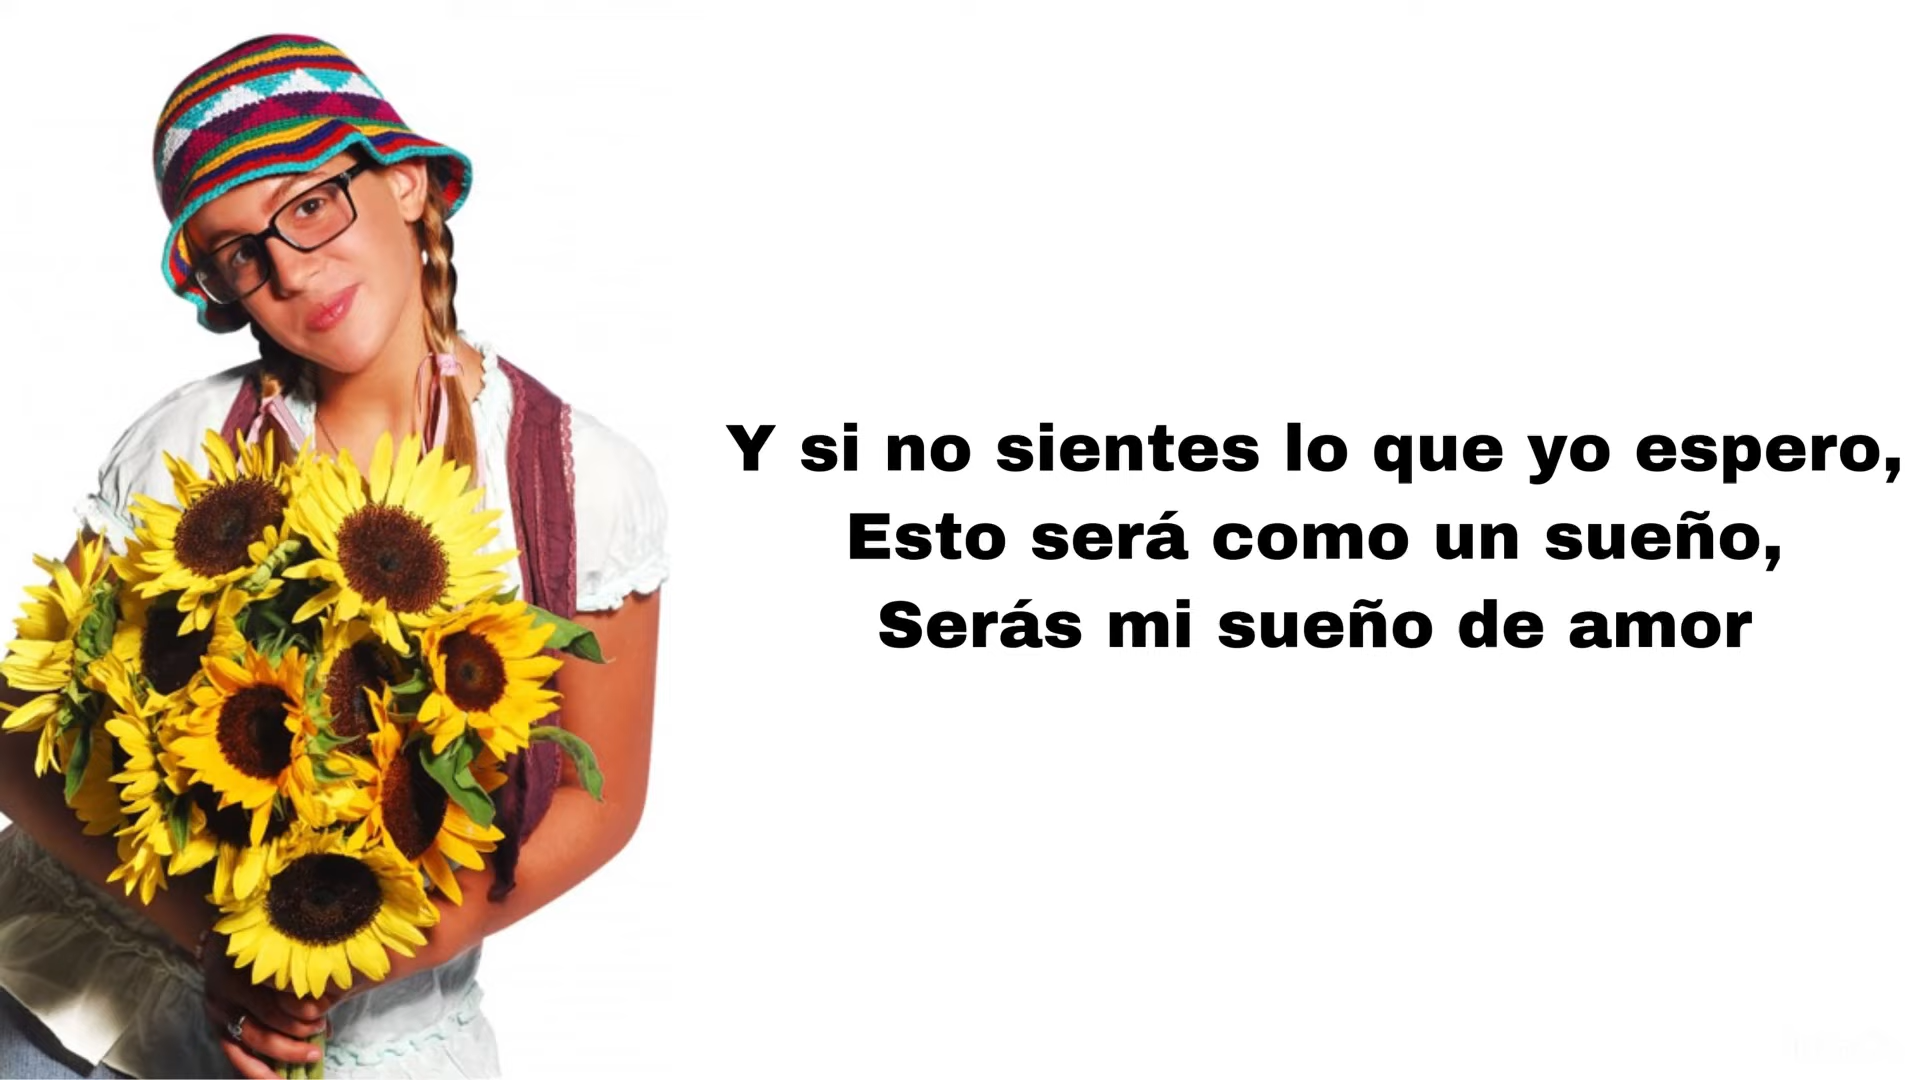 Y si no sientes lo que yo espero,
Esto será como un sueño,
Serás mi sueño de amor